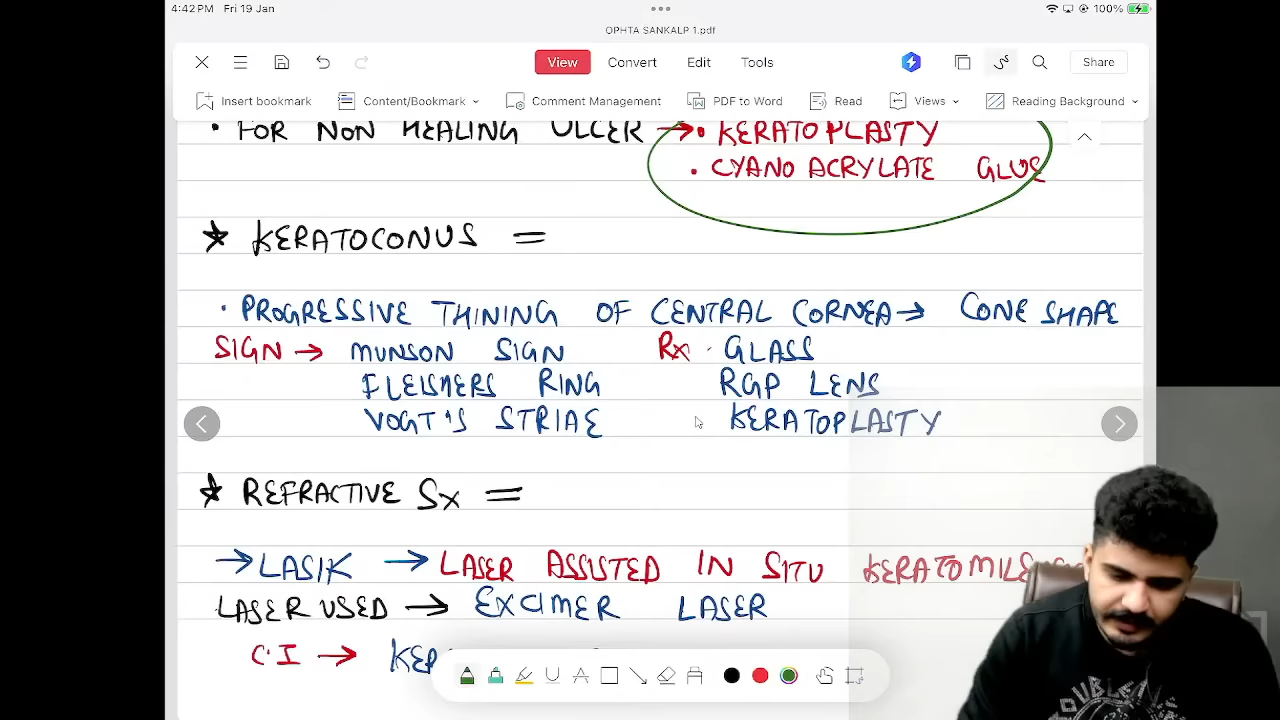 4:42 PM Fri 19 Jan
100%
OPHTA SANKALP 1.pdf
View Convert Edit Tools Share
Insert bookmark Content/Bookmark Comment Management PDF to Word Read Views Reading Background
• FOR NON HEALING ULCER → • KERATOPLASTY
• CYANO ACRYLATE GLUE
★ KERATOCONUS =
• PROGRESSIVE THINING OF CENTRAL CORNEA → CONE SHAPE
SIGN → MUNSON SIGN Rx · GLASS
FLEISHERS RING RGP LENS
VOGT'S STRIAE KERATOPLASTY
★ REFRACTIVE Sx =
→ LASIK → LASER ASSISTED IN SITU
LASER USED → EXCIMER LASER
C.I →